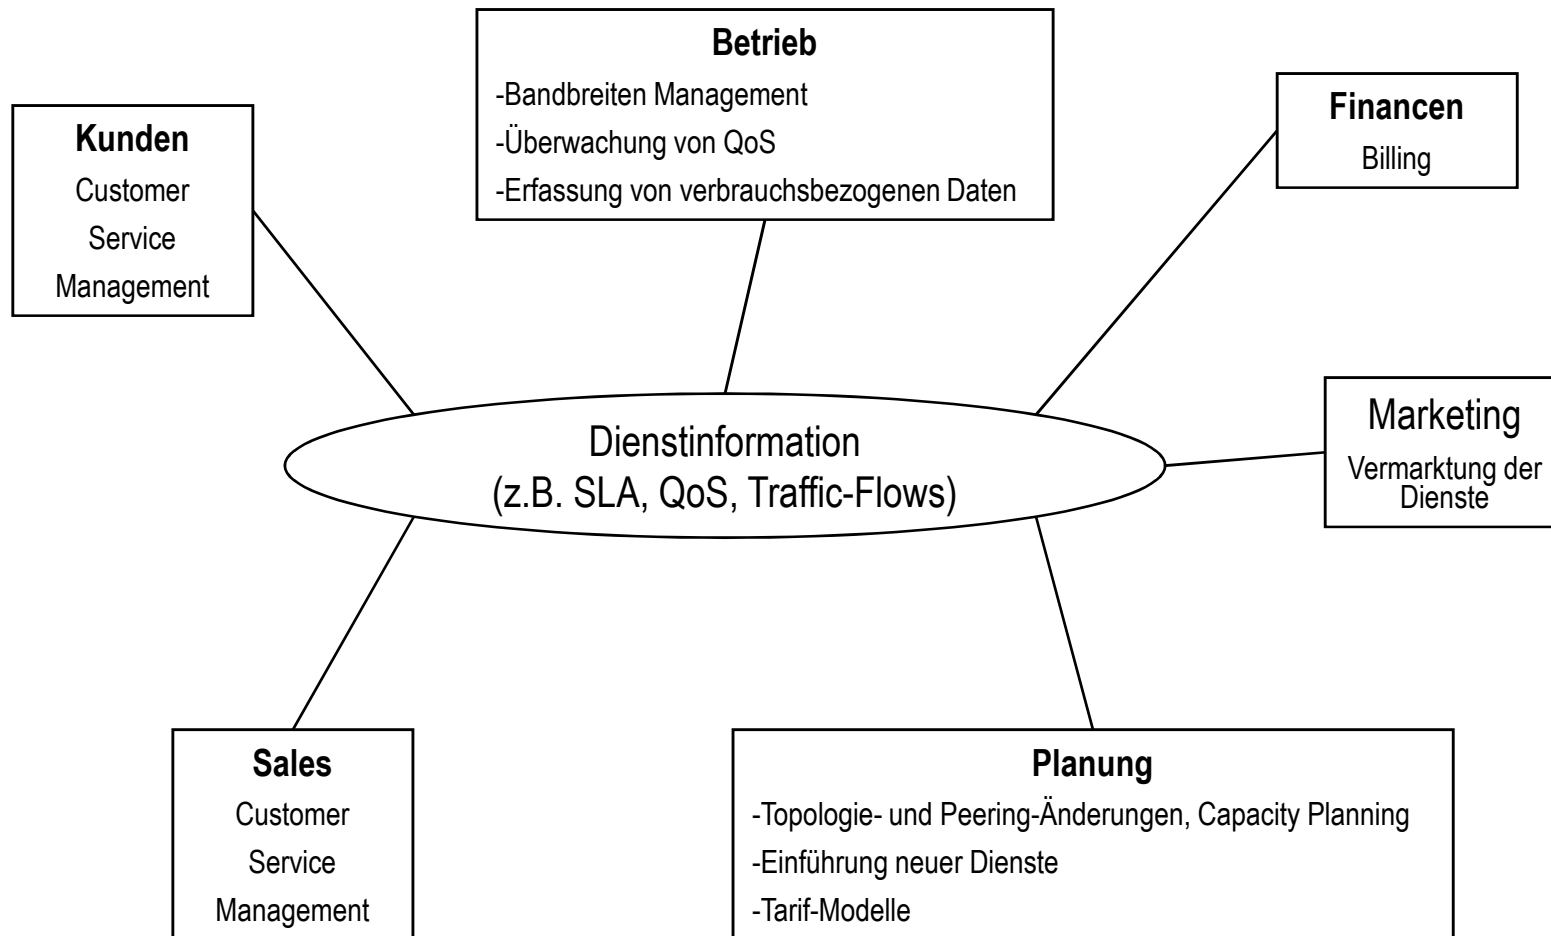 Betrieb
-Bandbreiten Management
-Überwachung von QoS
-Erfassung von verbrauchsbezogenen Daten
Financen
Billing
Kunden
Customer
Service
Management
Marketing
Vermarktung der
Dienste
Dienstinformation
(z.B. SLA, QoS, Traffic-Flows)
Sales
Customer
Service
Management
Planung
-Topologie- und Peering-Änderungen, Capacity Planning
-Einführung neuer Dienste
-Tarif-Modelle